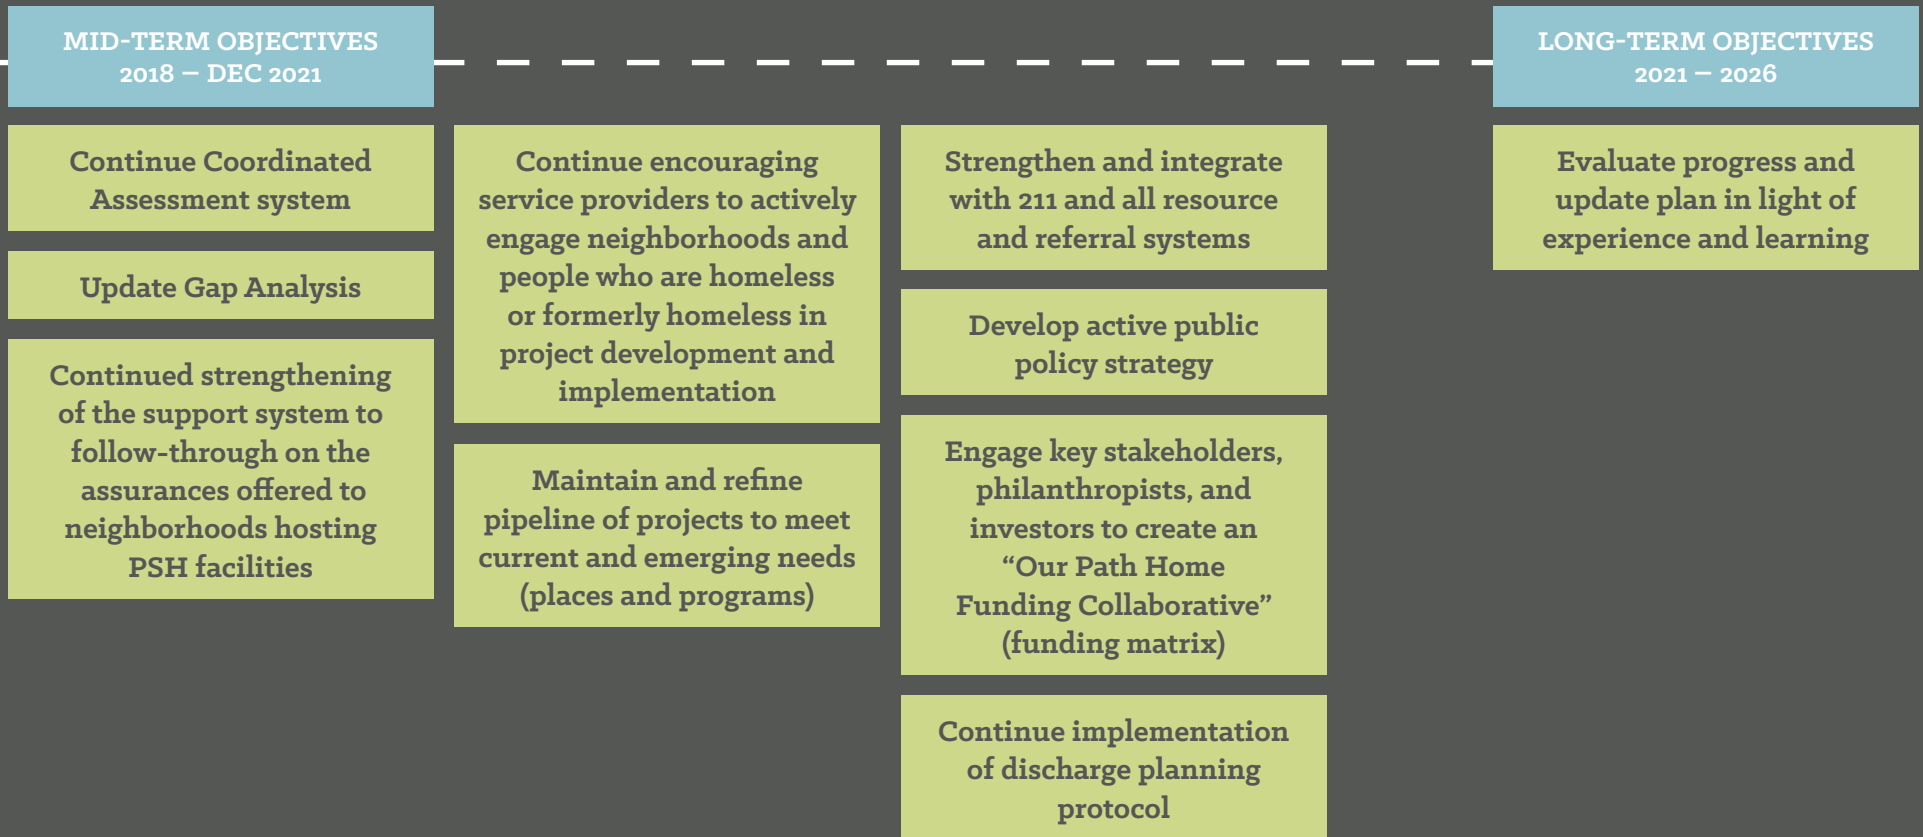 MID-TERM OBJECTIVES
2018 – DEC 2021
Continue Coordinated
Assessment system
Update Gap Analysis
Continued strengthening
of the support system to
follow-through on the
assurances offered to
neighborhoods hosting
PSH facilities
Continue encouraging
service providers to actively
engage neighborhoods and
people who are homeless
or formerly homeless in
project development and
implementation
Maintain and refine
pipeline of projects to meet
current and emerging needs
(places and programs)
Strengthen and integrate
with 211 and all resource
and referral systems
Develop active public
policy strategy
Engage key stakeholders,
philanthropists, and
investors to create an
“Our Path Home
Funding Collaborative”
(funding matrix)
Continue implementation
of discharge planning
protocol
LONG-TERM OBJECTIVES
2021 – 2026
Evaluate progress and
update plan in light of
experience and learning